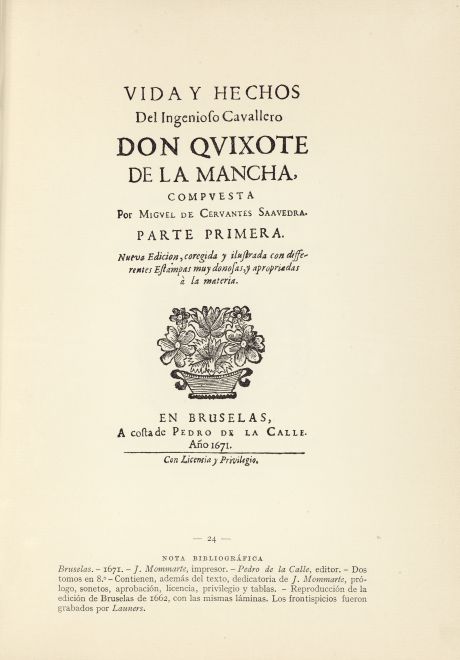 VIDA Y HECHOS
Del Ingenioſo Cavallero
DON QVIXOTE
DE LA MANCHA,
COMPVESTA
Por MIGVEL DE CERVANTES SAAVEDRA.
PARTE PRIMERA.
Nueva Edicion, coregida y iluſtrada con diffe-
rentes Eſtampas muy donoſas, y apropriadas
à la materia.
EN BRUSELAS,
A coſta de PEDRO DE LA CALLE.
Año 1671.
Con Licencia y Privilegio.
— 24 —
NOTA BIBLIOGRÁFICA
Bruselas. – 1671. – J. Mommarte, impresor. – Pedro de la Calle, editor. – Dos
tomos en 8.º – Contienen, además del texto, dedicatoria de J. Mommarte, pró-
logo, sonetos, aprobación, licencia, privilegio y tablas. – Reproducción de la
edición de Bruselas de 1662, con las mismas láminas. Los frontispicios fueron
grabados por Launers.